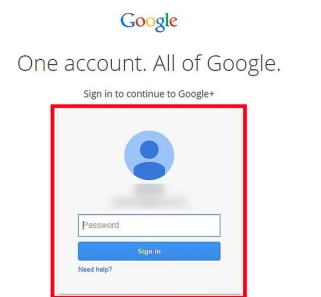 Google
One account. All of Google.
Sign in to continue to Google+
Password
Sign in
Need help?